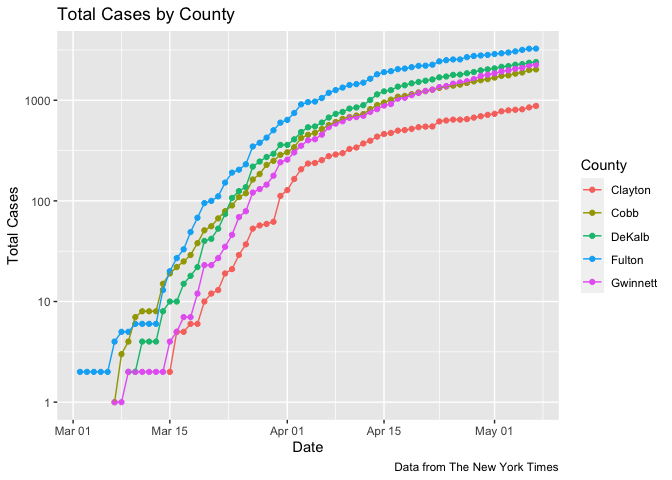 Total Cases by County
1000
100
10
1
Total Cases
Mar 01
Mar 15
Apr 01
Apr 15
May 01
Date
County
Clayton
Cobb
DeKalb
Fulton
Gwinnett
Data from The New York Times